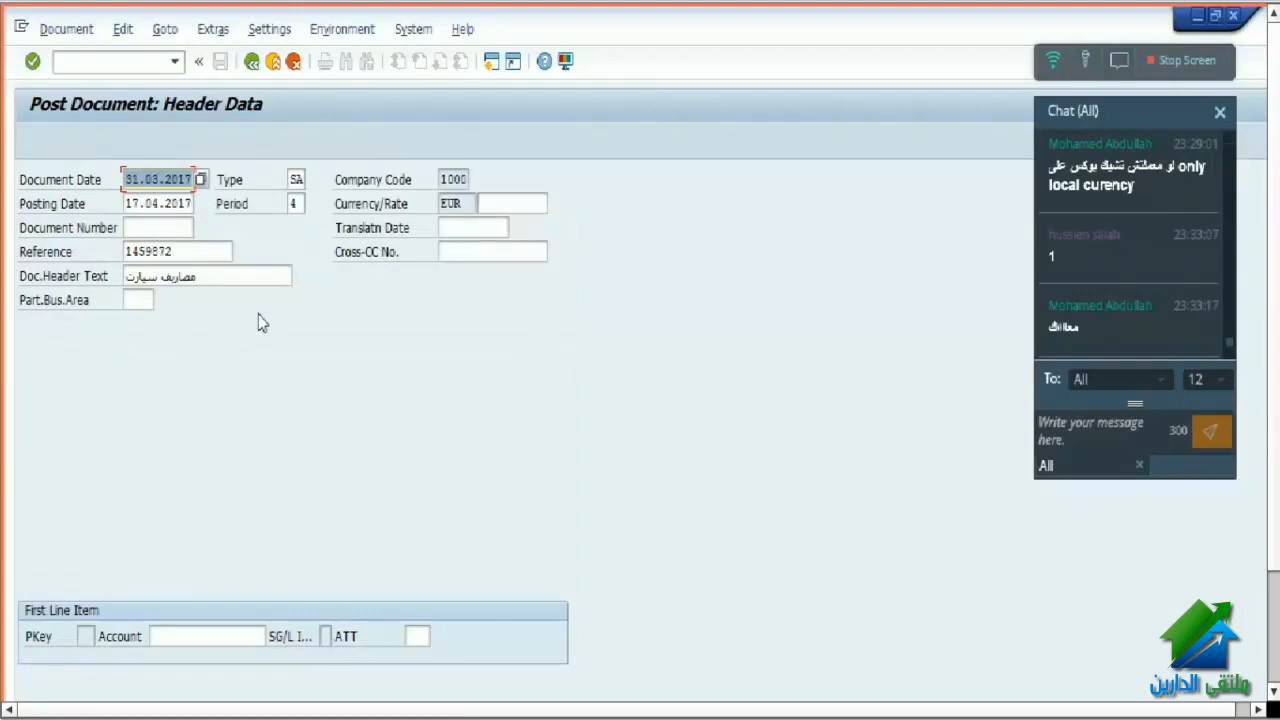 Document Edit Goto Extras Settings Environment System Help
Stop Screen
Post Document: Header Data
Document Date 31.03.2017 Type SA Company Code 1000
Posting Date 17.04.2017 Period 4 Currency/Rate EUR
Document Number Translatn Date
Reference 1459872 Cross-CC No.
Doc.Header Text مصاريف سيارت
Part.Bus.Area
First Line Item
PKey Account SG/L I... ATT
Chat (All)
Mohamed Abdullah 23:29:01
لو معطتش تشيك بوكس على only
local curency
hussien salah 23:33:07
1
Mohamed Abdullah 23:33:17
To: All 12
Write your message
here.
300
All
ملتقى الدارين